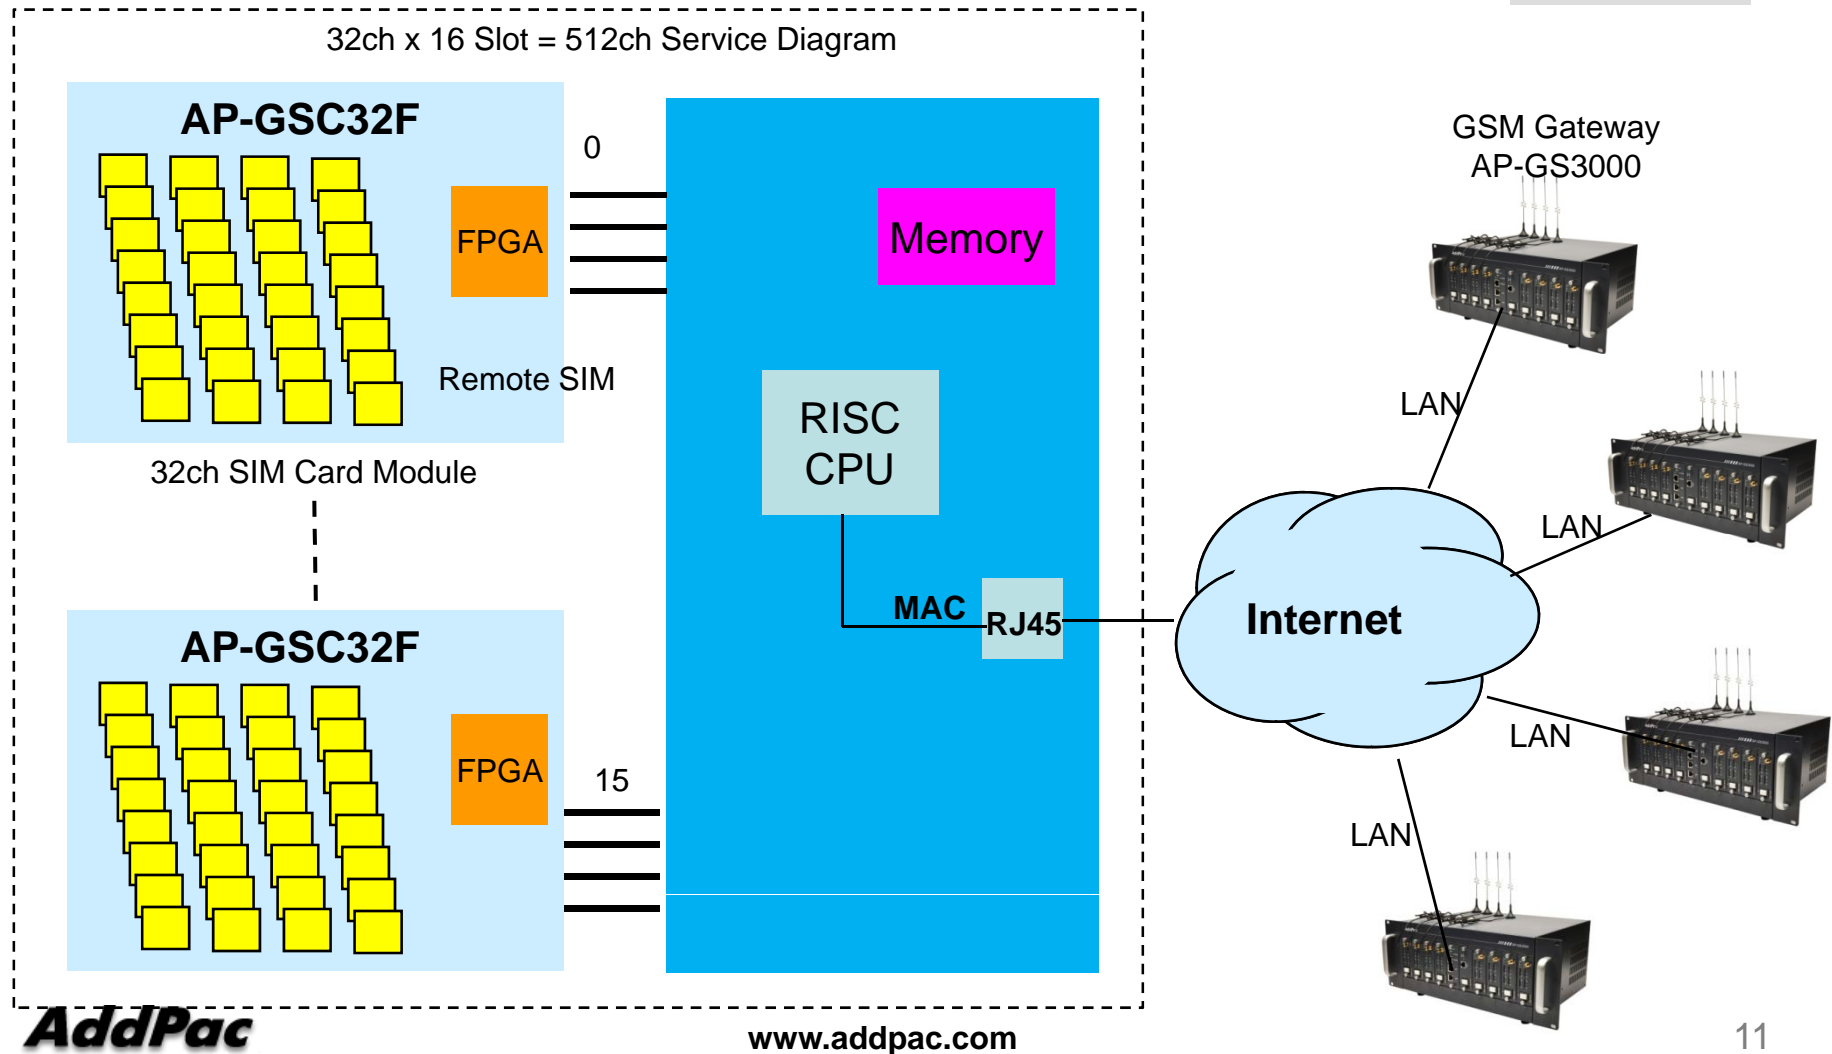 32ch x 16 Slot = 512ch Service Diagram
AP-GSC32F
0
FPGA
Remote SIM
32ch SIM Card Module
AP-GSC32F
FPGA
15
Memory
RISC
CPU
MAC
RJ45
Internet
GSM Gateway
AP-GS3000
LAN
LAN
LAN
LAN
AddPac
www.addpac.com
11